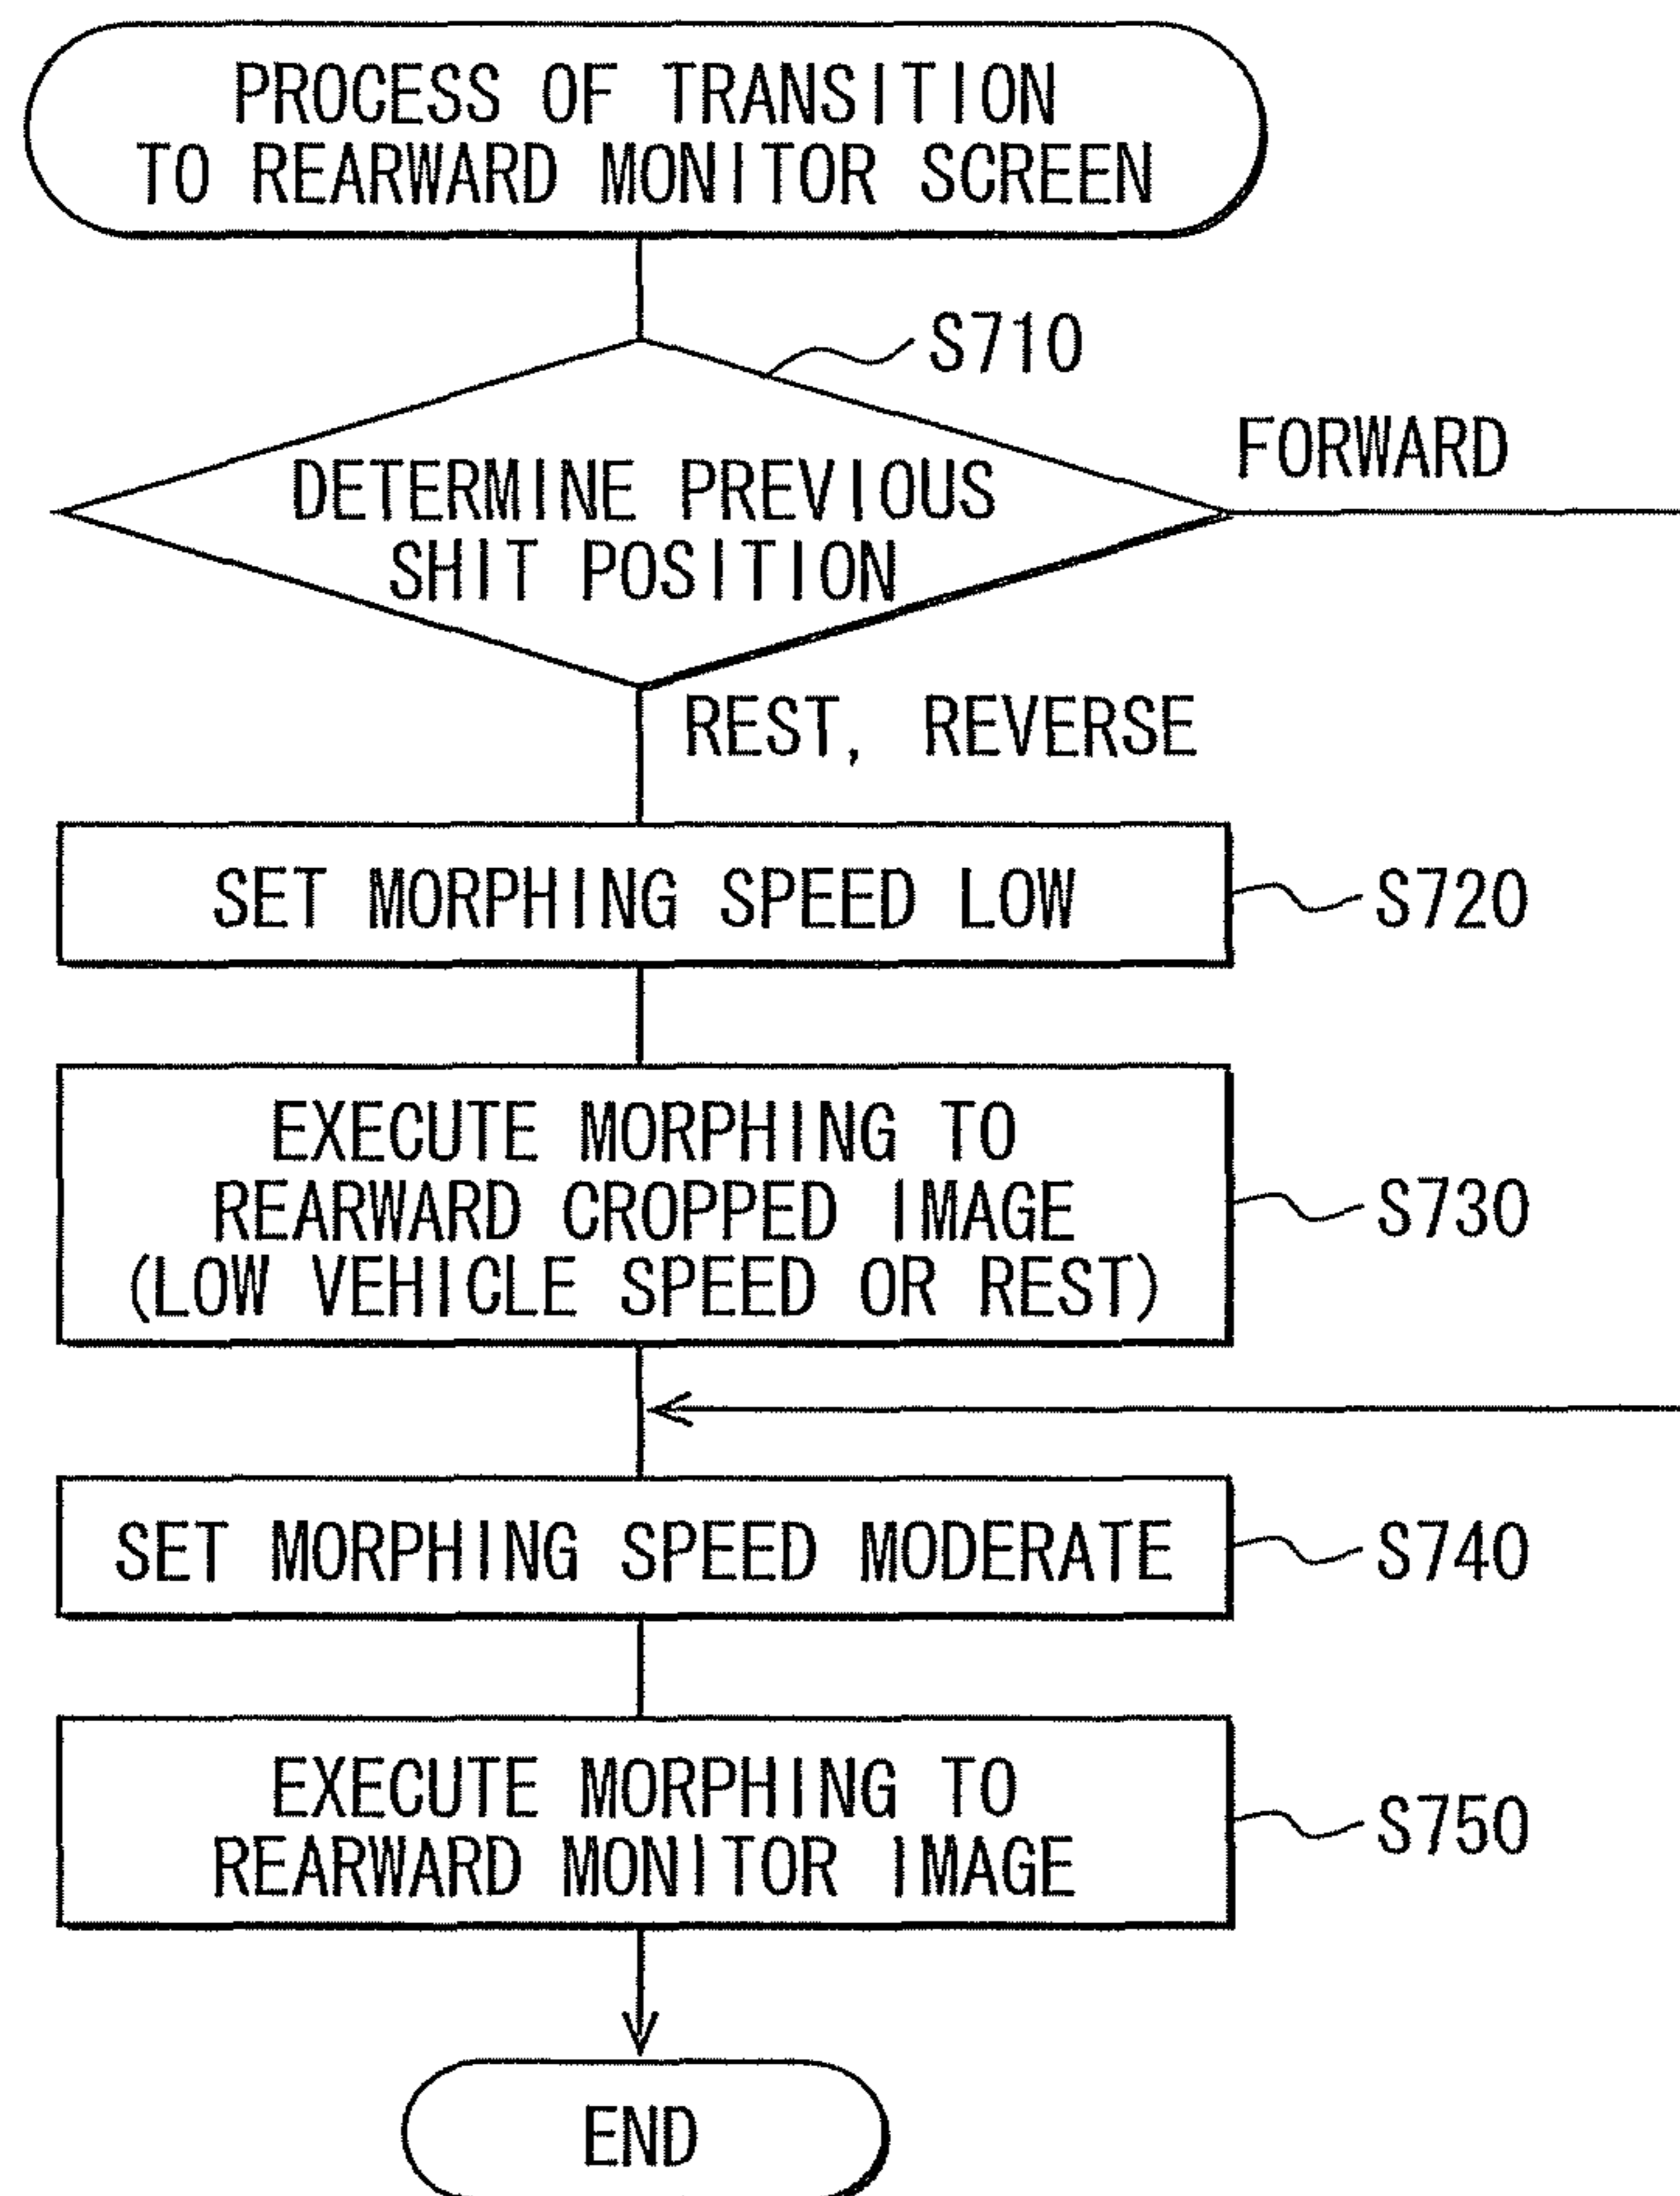 PROCESS OF TRANSITION
TO REARWARD MONITOR SCREEN
S710
FORWARD
DETERMINE PREVIOUS
SHIT POSITION
REST, REVERSE
SET MORPHING SPEED LOW
S720
EXECUTE MORPHING TO
REARWARD CROPPED IMAGE
(LOW VEHICLE SPEED OR REST)
S730
SET MORPHING SPEED MODERATE
S740
EXECUTE MORPHING TO
REARWARD MONITOR IMAGE
S750
END